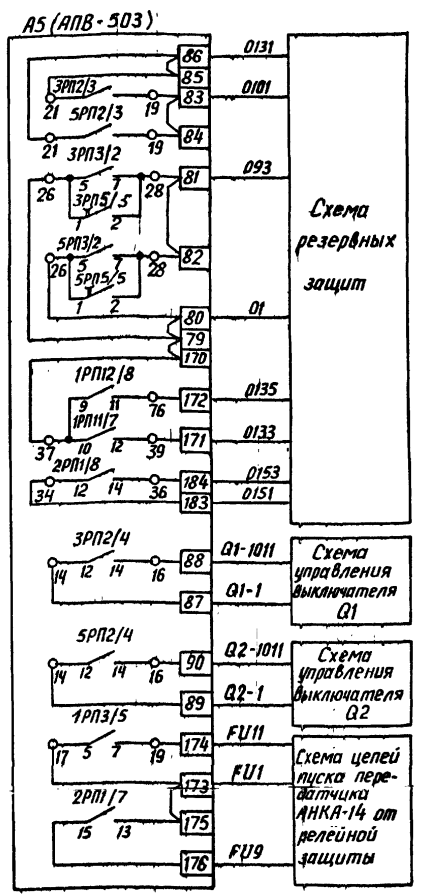 А5 (АПВ-503)
86 0131
85
3РП2/3
21 19 83 0101
5РП2/3
21 19 84
3РП3/2
26 5 7 28 81 093
3РП5/5
1 2
5РП3/2
26 5 7 28 82
5РП5/5
1 2
80 01
79
170
Схема
резервных
защит
1РП12/8
9 11 76 172 0135
1РП11/7
37 10 12 39 171 0133
2РП1/8
34 12 14 36 184 0153
183 0151
3РП2/4
14 12 14 16 88 Q1-1011
87 Q1-1
Схема
управления
выключателя
Q1
5РП2/4
14 12 14 16 90 Q2-1011
89 Q2-1
Схема
управления
выключателя
Q2
1РП3/5
17 5 7 19 174 FU11
173 FU1
2РП1/7
15 13 175
176 FU9
Схема цепей
пуска пере-
датчика
АНКА-14 от
релейной
защиты